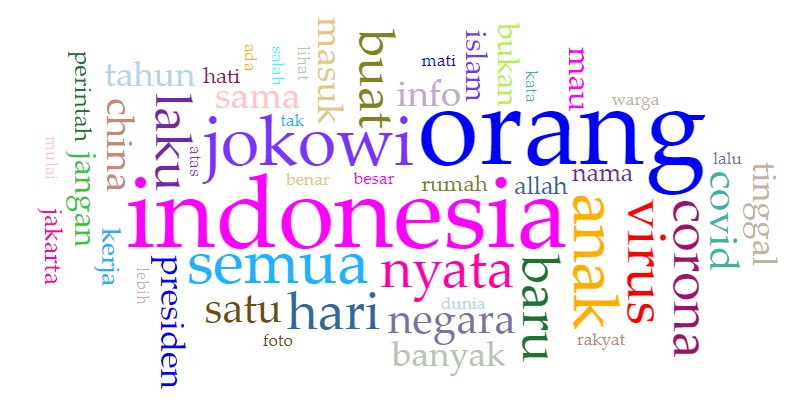 masuk
buat
islam
bukan
ada
salah
lihat
mati
kata
mau
perintah
tahun
hati
sama
info
warga
china
laku
tak
jokowi
orang
mulai
jangan
atas
benar
besar
rumah
allah
nama
lalu
tinggal
covid
jakarta
indonesia
anak
virus
corona
kerja
lebih
presiden
semua
nyata
baru
satu
hari
negara
dunia
foto
banyak
rakyat